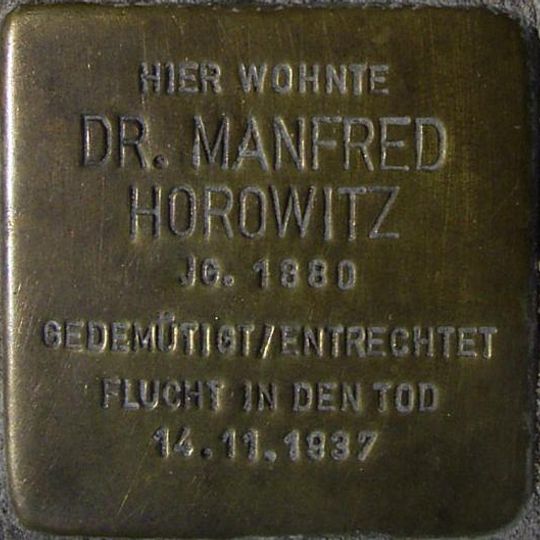 HIER WOHNTE
DR. MANFRED
HOROWITZ
JG. 1880
GEDEMÜTIGT/ENTRECHTET
FLUCHT IN DEN TOD
14.11.1937